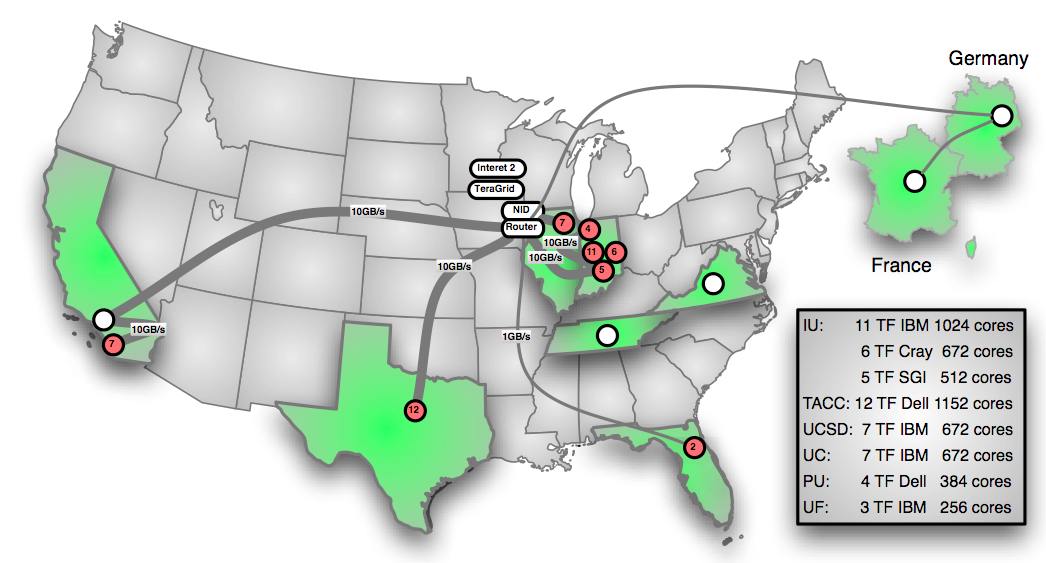 Germany
Interet 2
TeraGrid
NID
Router
10GB/s
7
4
10GB/s
11
6
10GB/s
5
10GB/s
France
1GB/s
10GB/s
7
12
2
IU: 11 TF IBM 1024 cores
6 TF Cray 672 cores
5 TF SGI 512 cores
TACC: 12 TF Dell 1152 cores
UCSD: 7 TF IBM 672 cores
UC: 7 TF IBM 672 cores
PU: 4 TF Dell 384 cores
UF: 3 TF IBM 256 cores